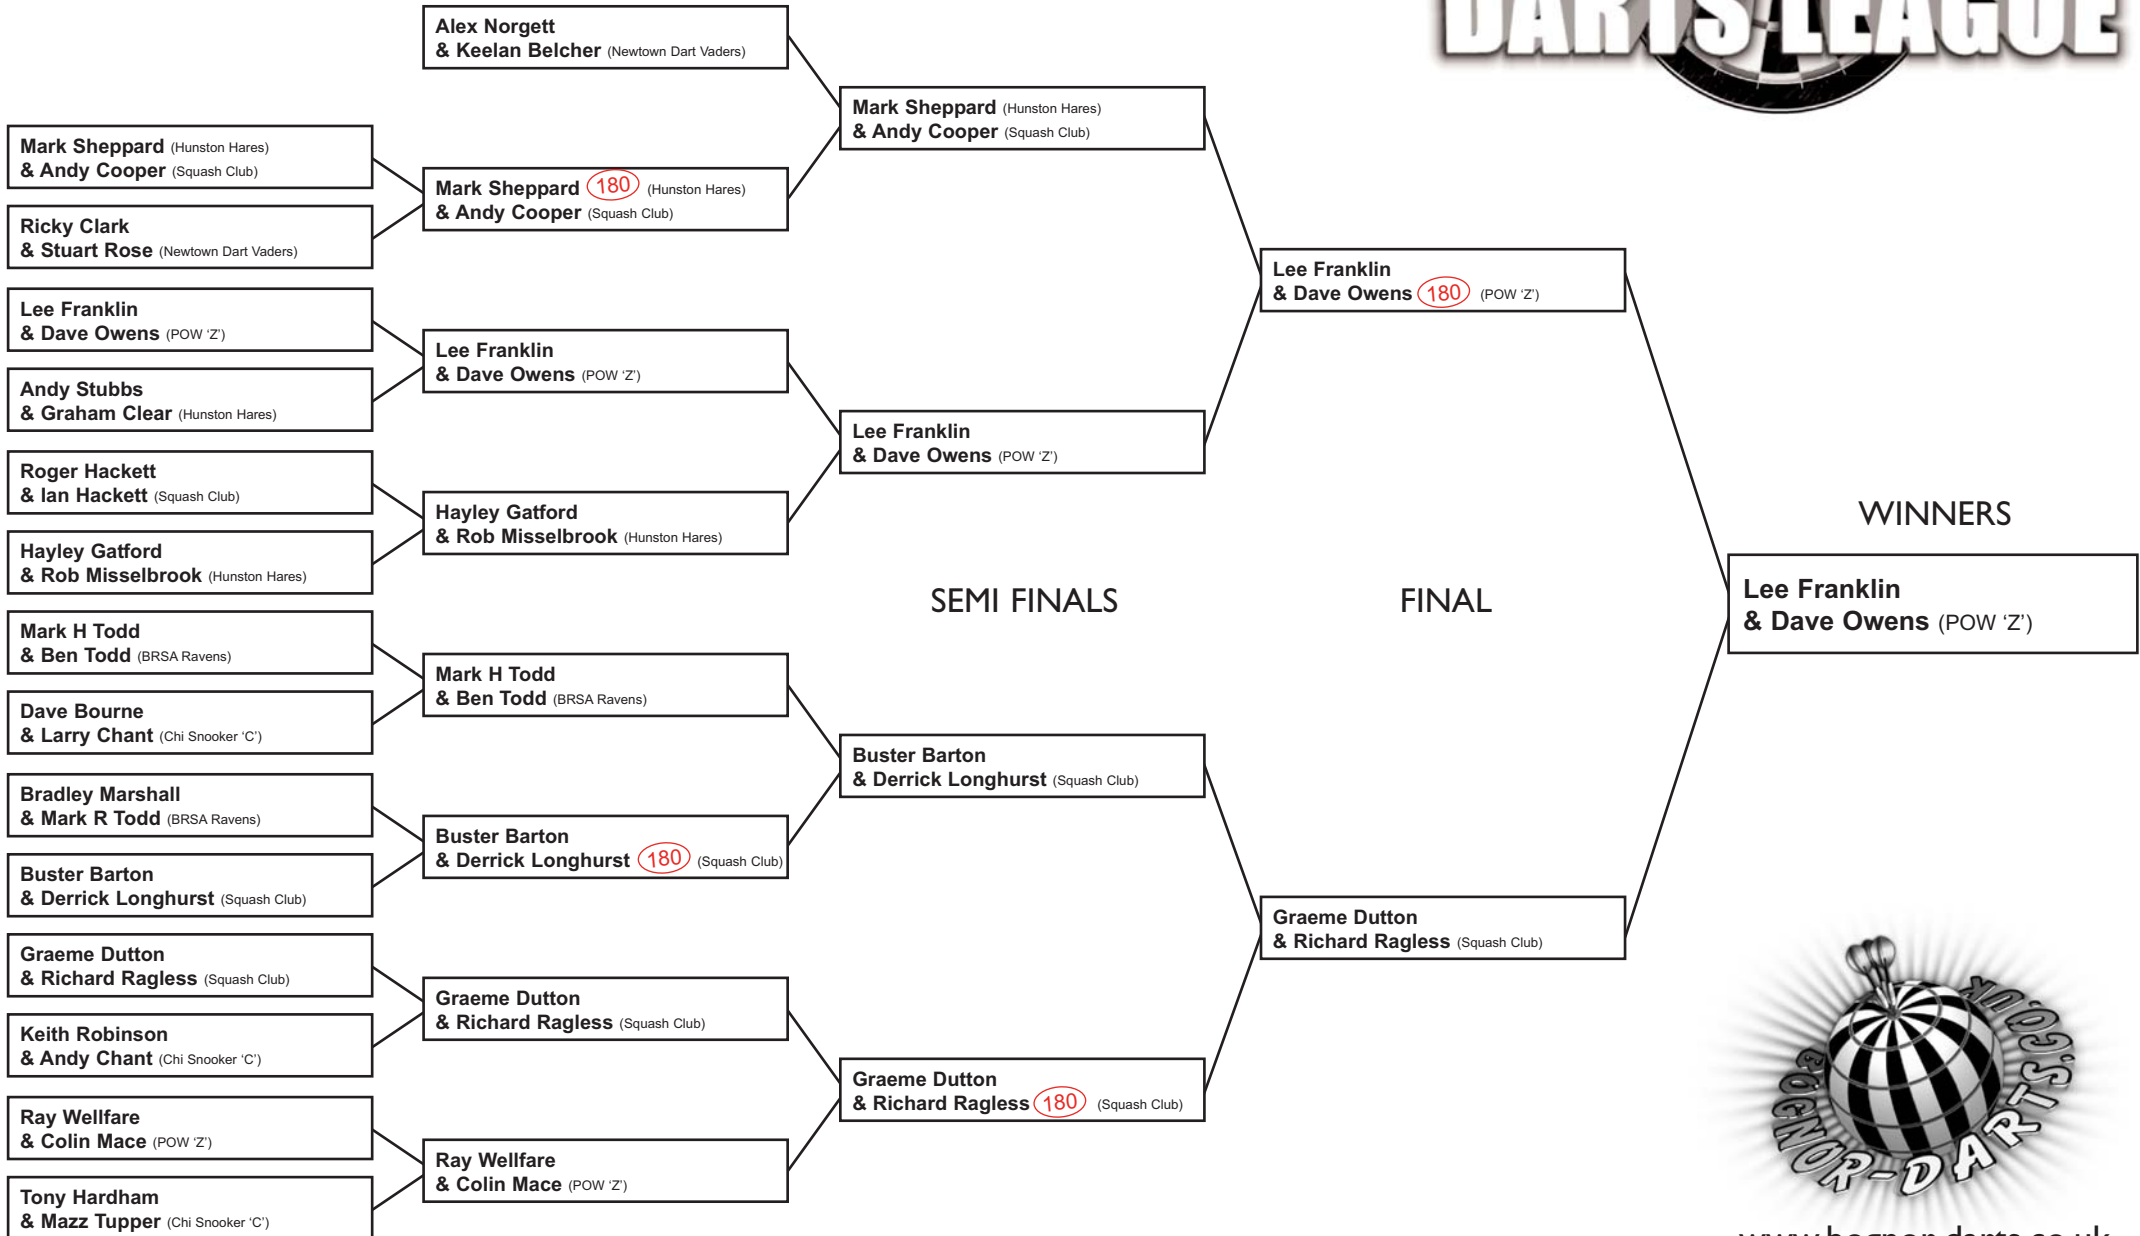 DARTS LEAGUE
Alex Norgett
& Keelan Belcher (Newtown Dart Vaders)
Mark Sheppard (Hunston Hares)
& Andy Cooper (Squash Club)
Ricky Clark
& Stuart Rose (Newtown Dart Vaders)
Lee Franklin
& Dave Owens (POW ‘Z’)
Andy Stubbs
& Graham Clear (Hunston Hares)
Roger Hackett
& Ian Hackett (Squash Club)
Hayley Gatford
& Rob Misselbrook (Hunston Hares)
Mark H Todd
& Ben Todd (BRSA Ravens)
Dave Bourne
& Larry Chant (Chi Snooker ‘C’)
Bradley Marshall
& Mark R Todd (BRSA Ravens)
Buster Barton
& Derrick Longhurst (Squash Club)
Graeme Dutton
& Richard Ragless (Squash Club)
Keith Robinson
& Andy Chant (Chi Snooker ‘C’)
Ray Wellfare
& Colin Mace (POW ‘Z’)
Tony Hardham
& Mazz Tupper (Chi Snooker ‘C’)
Mark Sheppard 180 (Hunston Hares)
& Andy Cooper (Squash Club)
Lee Franklin
& Dave Owens (POW ‘Z’)
Hayley Gatford
& Rob Misselbrook (Hunston Hares)
Mark H Todd
& Ben Todd (BRSA Ravens)
Buster Barton
& Derrick Longhurst 180 (Squash Club)
Graeme Dutton
& Richard Ragless (Squash Club)
Ray Wellfare
& Colin Mace (POW ‘Z’)
Mark Sheppard (Hunston Hares)
& Andy Cooper (Squash Club)
Lee Franklin
& Dave Owens (POW ‘Z’)
SEMI FINALS
Buster Barton
& Derrick Longhurst (Squash Club)
Graeme Dutton
& Richard Ragless 180 (Squash Club)
Lee Franklin
& Dave Owens 180 (POW ‘Z’)
FINAL
Graeme Dutton
& Richard Ragless (Squash Club)
WINNERS
Lee Franklin
& Dave Owens (POW ‘Z’)
BOGNOR-DARTS.CO.UK
www.bognor-darts.co.uk